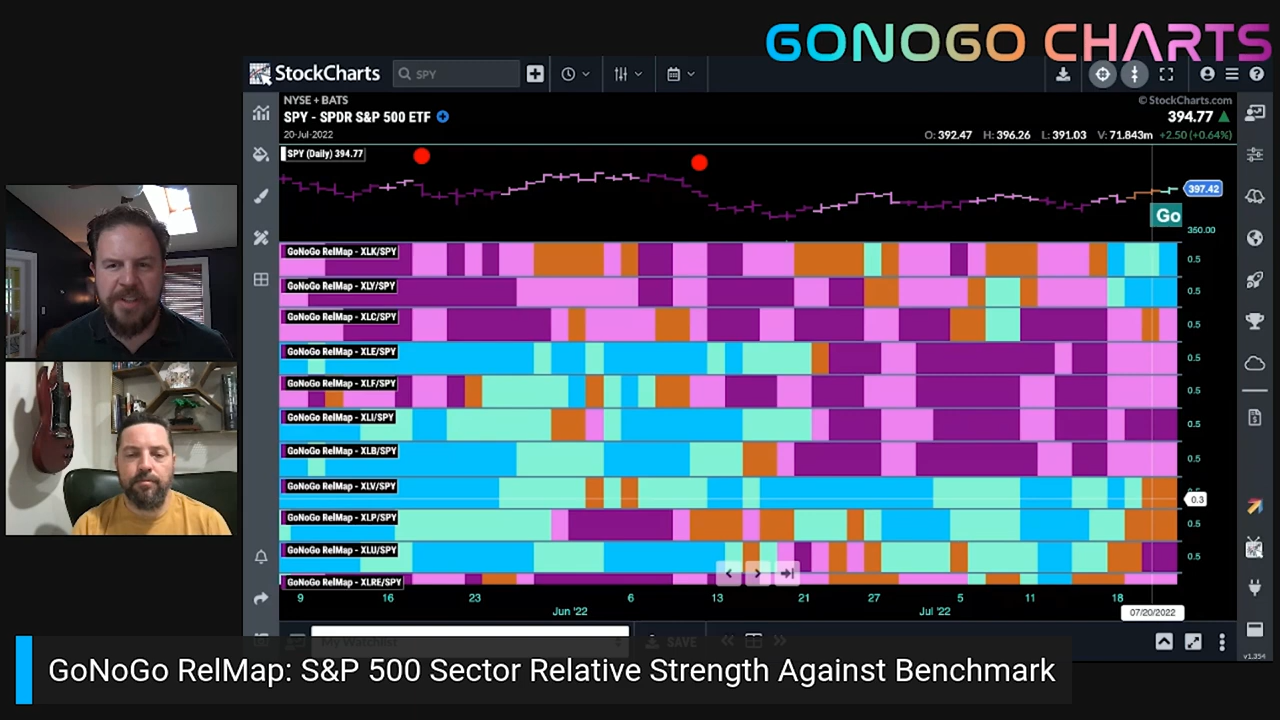 GONOGO CHARTS
StockCharts
SPY
NYSE + BATS
© StockCharts.com
SPY - SPDR S&P 500 ETF
394.77
20-Jul-2022
O: 392.47 H: 396.26 L: 391.03 V: 71.843m +2.50 (+0.64%)
SPY (Daily) 394.77
397.42
Go
350.00
GoNoGo RelMap - XLK/SPY
0.5
GoNoGo RelMap - XLY/SPY
0.5
GoNoGo RelMap - XLC/SPY
0.5
GoNoGo RelMap - XLE/SPY
0.5
GoNoGo RelMap - XLF/SPY
0.5
GoNoGo RelMap - XLI/SPY
0.5
GoNoGo RelMap - XLB/SPY
0.5
GoNoGo RelMap - XLV/SPY
0.3
GoNoGo RelMap - XLP/SPY
0.5
GoNoGo RelMap - XLU/SPY
0.5
GoNoGo RelMap - XLRE/SPY
9 16 23 6 13 21 27 5 11 18
Jun '22 Jul '22
07/20/2022
My Watchlist
SAVE
v1.354
GoNoGo RelMap: S&P 500 Sector Relative Strength Against Benchmark